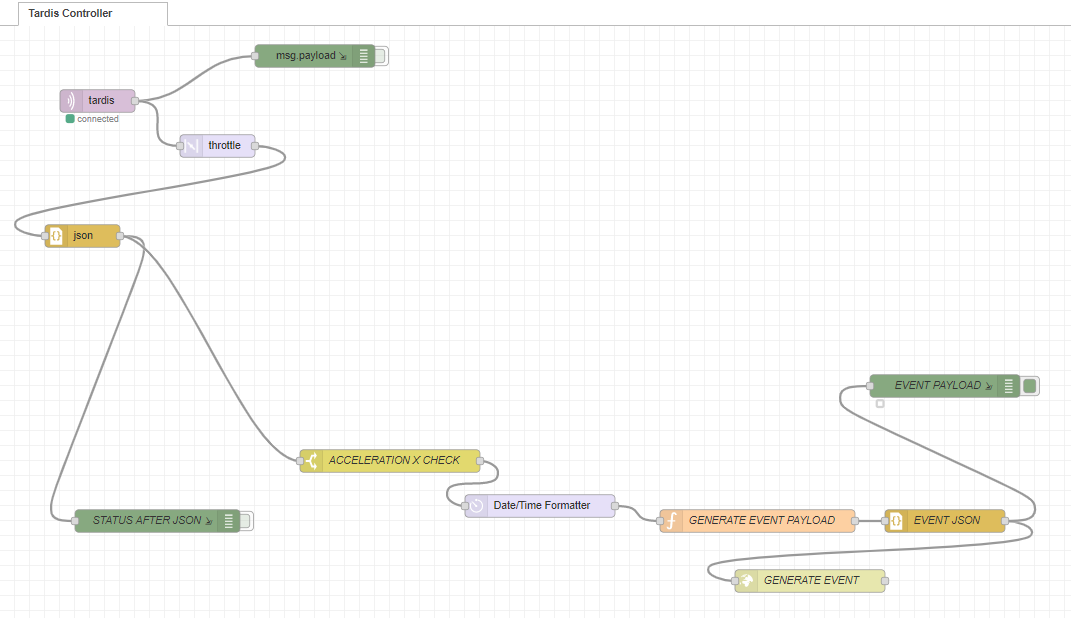 Tardis Controller
msg.payload
tardis
connected
throttle
json
EVENT PAYLOAD
ACCELERATION X CHECK
Date/Time Formatter
STATUS AFTER JSON
GENERATE EVENT PAYLOAD
EVENT JSON
GENERATE EVENT